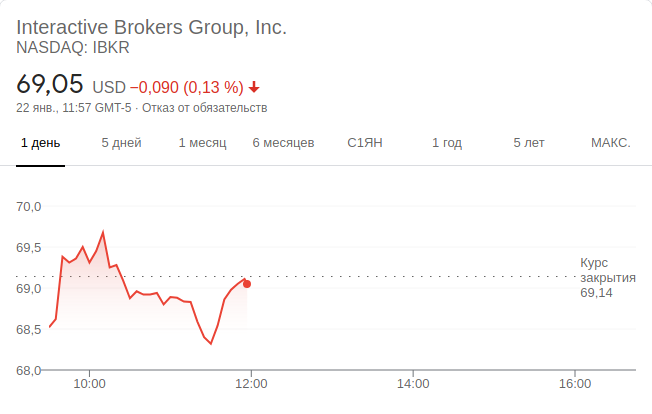 Interactive Brokers Group, Inc.
NASDAQ: IBKR
69,05 USD −0,090 (0,13 %)
22 янв., 11:57 GMT-5 · Отказ от обязательств
1 день 5 дней 1 месяц 6 месяцев С1ЯН 1 год 5 лет МАКС.
70,0
69,5
Курс
закрытия
69,14
69,0
68,5
68,0
10:00 12:00 14:00 16:00